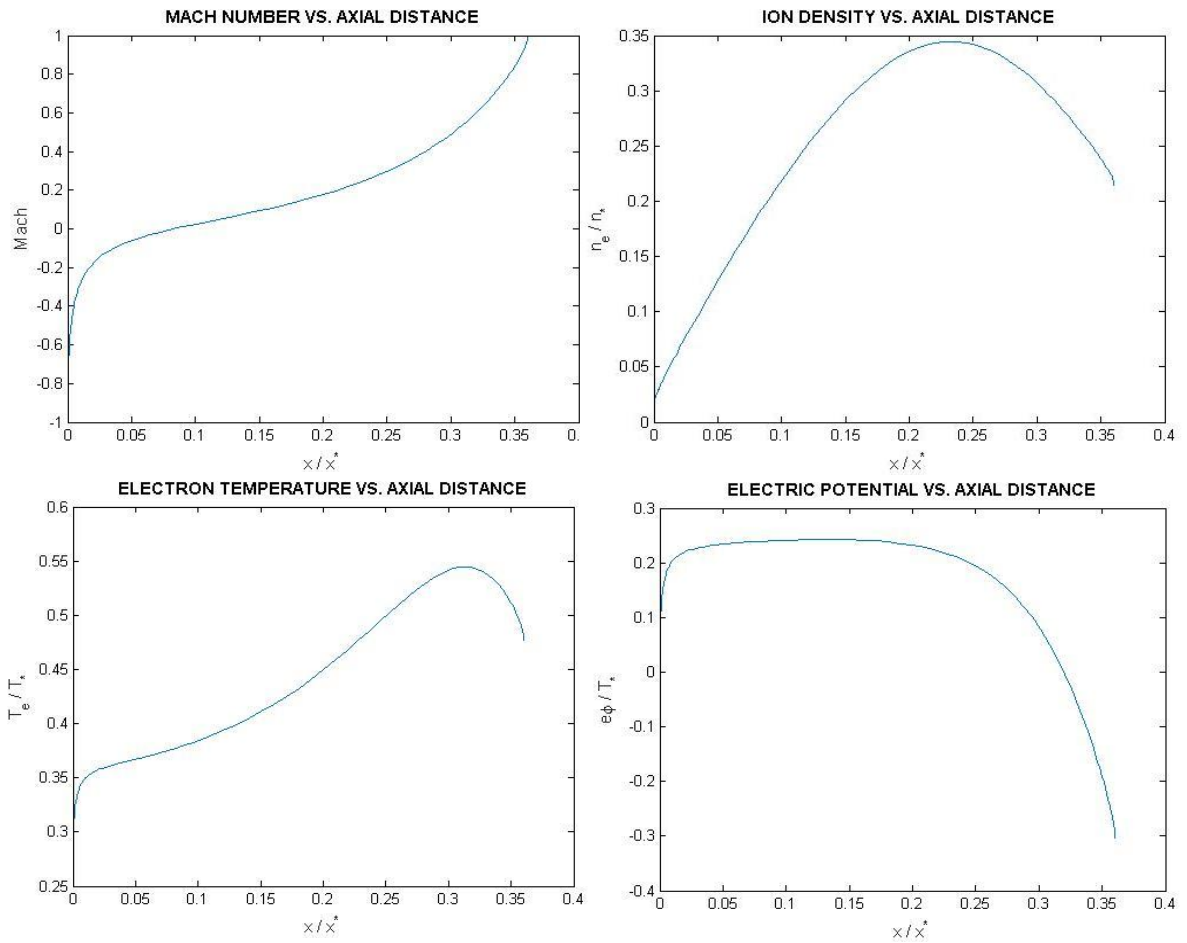 MACH NUMBER VS. AXIAL DISTANCE
1
0.8
0.6
0.4
0.2
0
-0.2
-0.4
-0.6
-0.8
-1
Mach
0 0.05 0.1 0.15 0.2 0.25 0.3 0.35 0.
x / x*
ION DENSITY VS. AXIAL DISTANCE
0.35
0.3
0.25
0.2
0.15
0.1
0.05
0
n_e / n_*
0 0.05 0.1 0.15 0.2 0.25 0.3 0.35 0.4
x / x*
ELECTRON TEMPERATURE VS. AXIAL DISTANCE
0.6
0.55
0.5
0.45
0.4
0.35
0.3
0.25
T_e / T_*
0 0.05 0.1 0.15 0.2 0.25 0.3 0.35 0.4
x / x*
ELECTRIC POTENTIAL VS. AXIAL DISTANCE
0.3
0.2
0.1
0
-0.1
-0.2
-0.3
-0.4
eϕ / T_*
0 0.05 0.1 0.15 0.2 0.25 0.3 0.35 0.4
x / x*